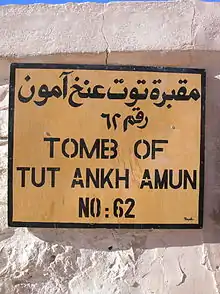 مقبرة توت عنخ آمون
رقم ٦٢
TOMB OF
TUT ANKH AMUN
NO: 62